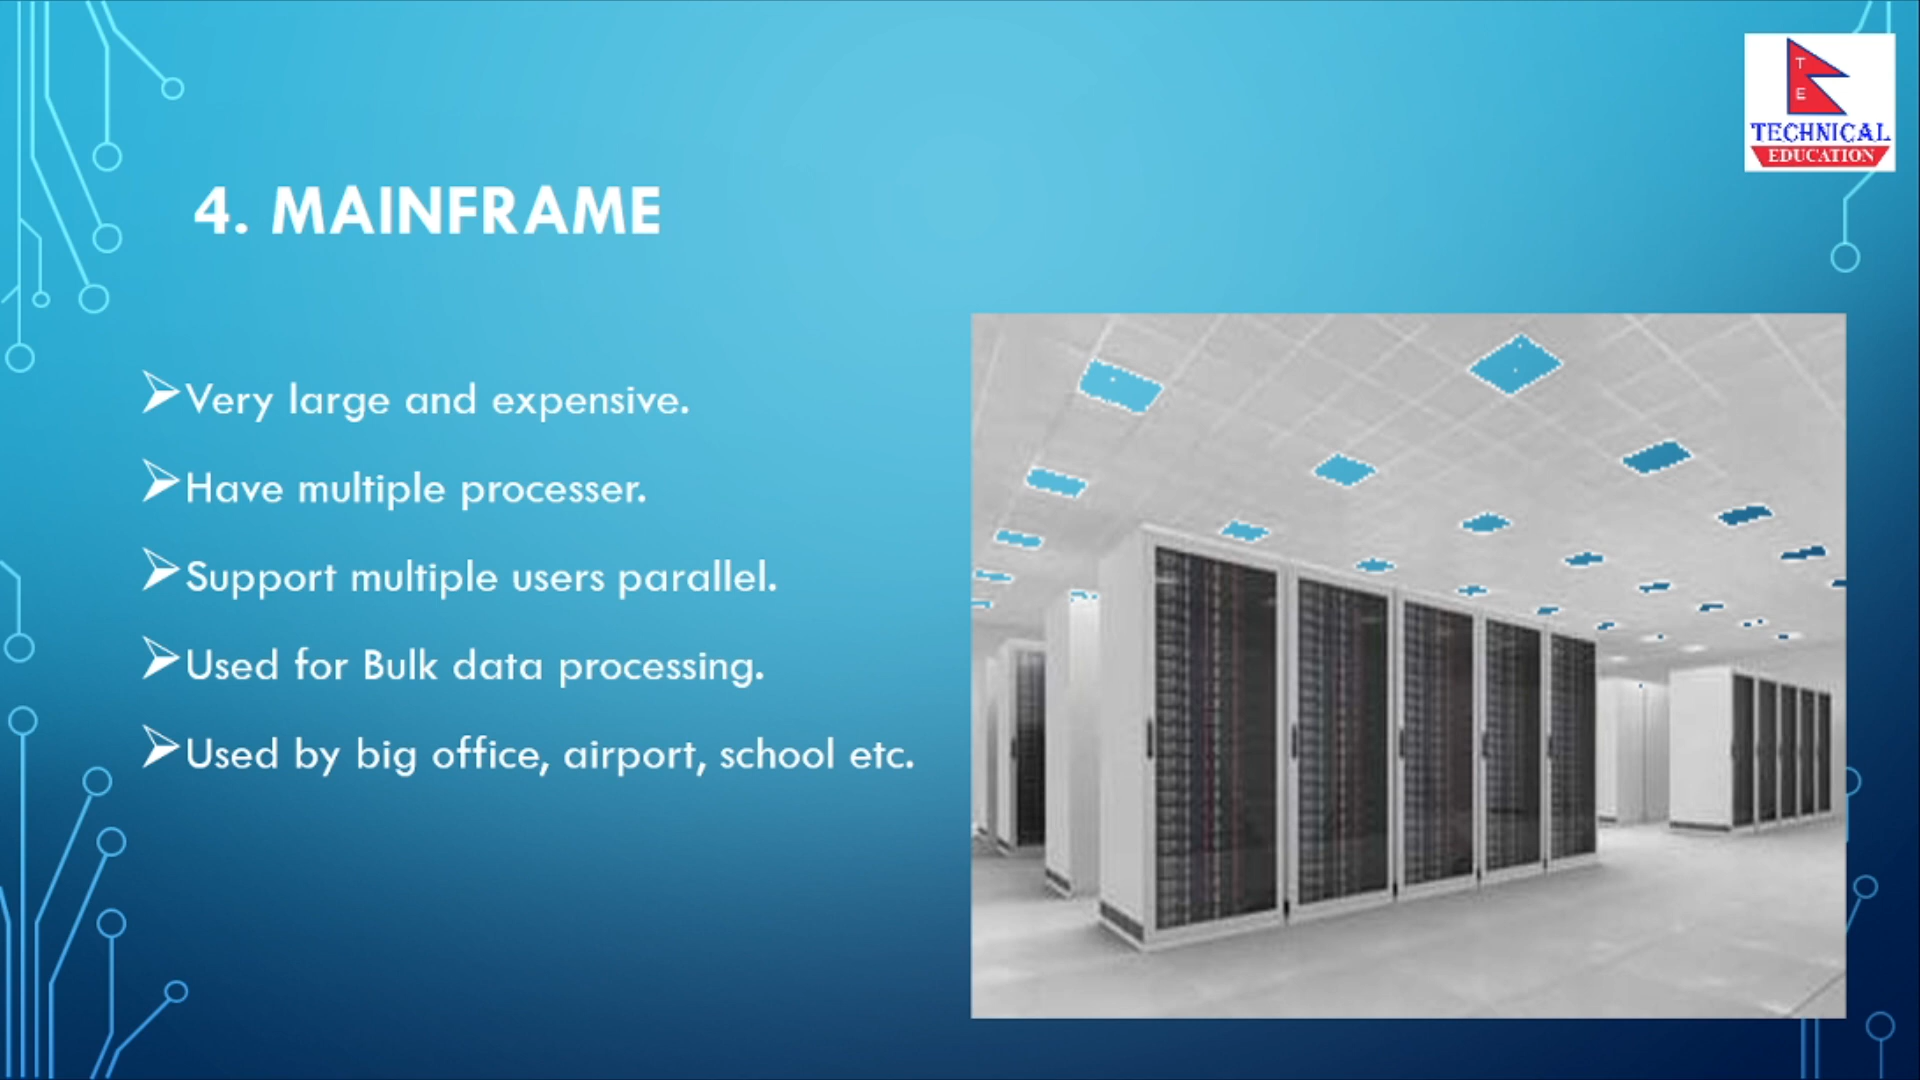 T
E
TECHNICAL
EDUCATION
4. MAINFRAME
Very large and expensive.
Have multiple processer.
Support multiple users parallel.
Used for Bulk data processing.
Used by big office, airport, school etc.